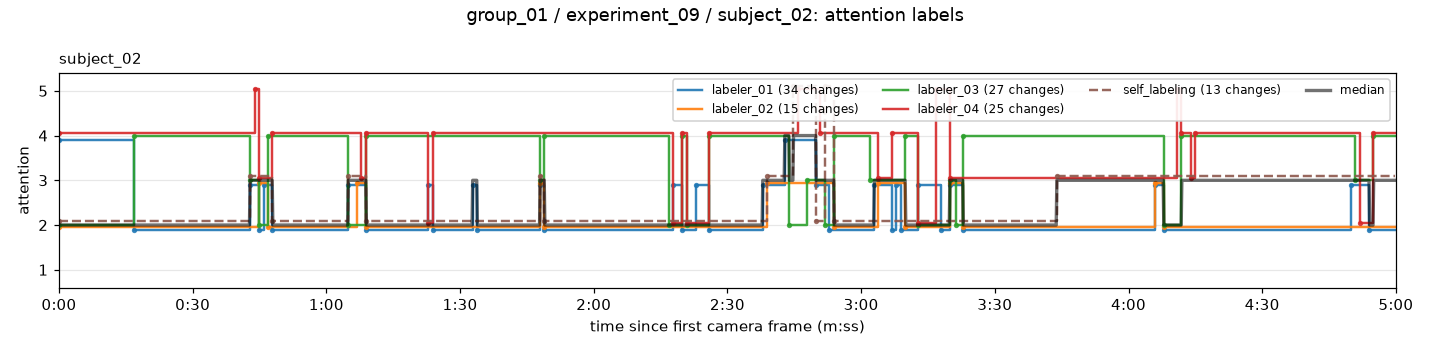 group_01 / experiment_09 / subject_02: attention labels
subject_02
labeler_01 (34 changes)
labeler_02 (15 changes)
labeler_03 (27 changes)
labeler_04 (25 changes)
self_labeling (13 changes)
median
attention
5
4
3
2
1
0:00 0:30 1:00 1:30 2:00 2:30 3:00 3:30 4:00 4:30 5:00
time since first camera frame (m:ss)